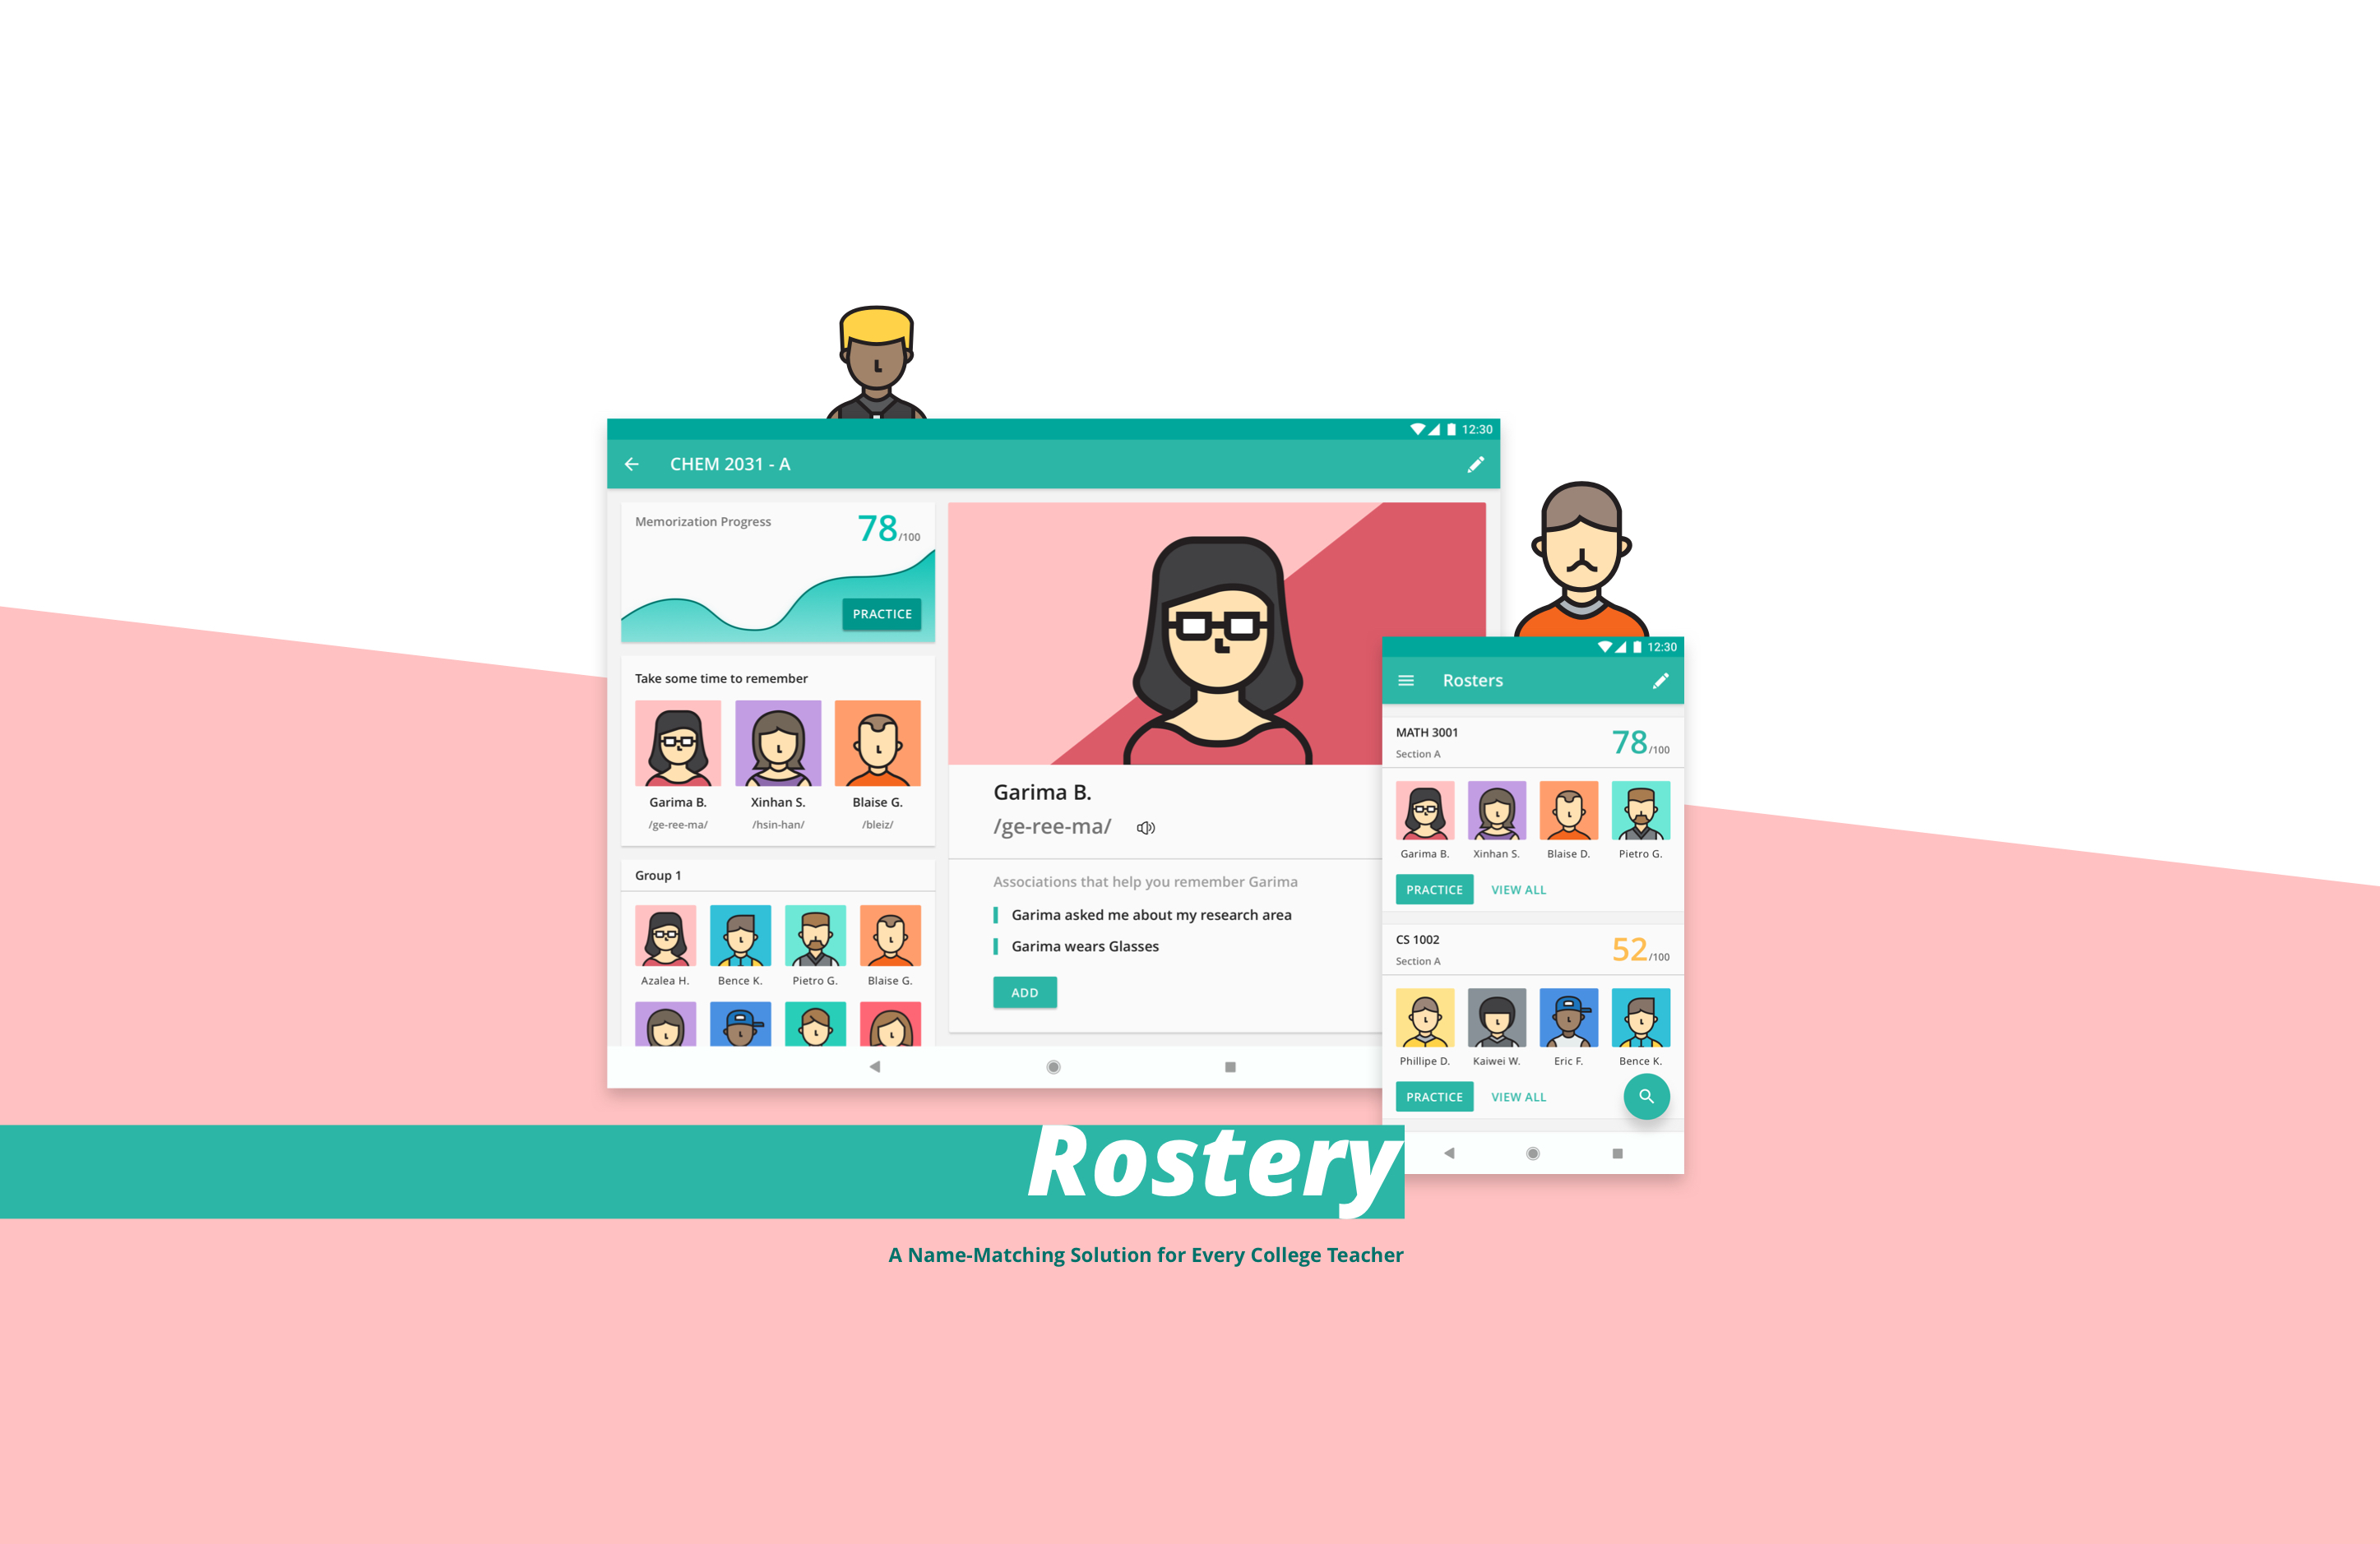 12:30
CHEM 2031 - A
Memorization Progress
78/100
PRACTICE
Take some time to remember
Garima B. Xinhan S. Blaise G.
/ge-ree-ma/ /hsin-han/ /bleiz/
Group 1
Azalea H. Bence K. Pietro G. Blaise G.
Garima B.
/ge-ree-ma/
Associations that help you remember Garima
Garima asked me about my research area
Garima wears Glasses
ADD
12:30
Rosters
MATH 3001
Section A
78/100
Garima B. Xinhan S. Blaise D. Pietro G.
PRACTICE VIEW ALL
CS 1002
Section A
52/100
Phillipe D. Kaiwei W. Eric F. Bence K.
PRACTICE VIEW ALL
Rostery
A Name-Matching Solution for Every College Teacher